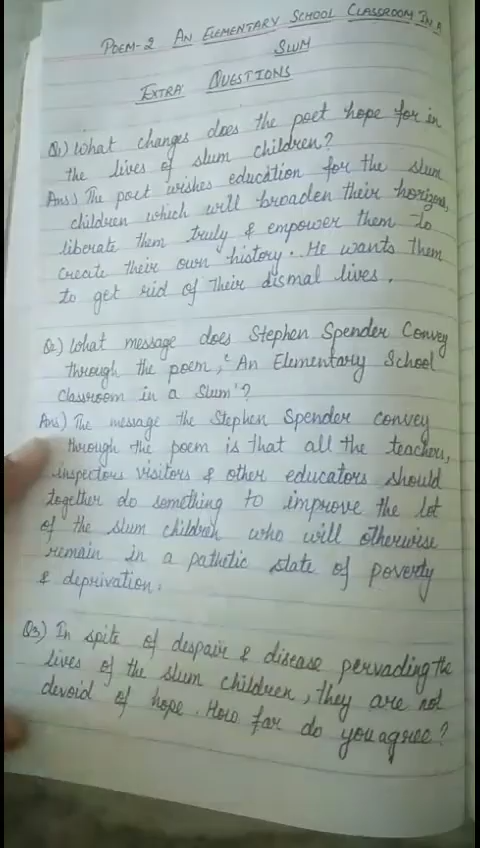 POEM-2 AN ELEMENTARY SCHOOL CLASSROOM IN A
SLUM
EXTRA QUESTIONS
Q1) What changes does the poet hope for in
the lives of slum children?
Ans) The poet wishes education for the slum
children which will broaden their horizons,
liberate them truly & empower them to
create their own history. He wants them
to get rid of their dismal lives.
Q2) What message does Stephen Spender Convey
through the poem, 'An Elementary School
Classroom in a Slum'?
Ans) The message the Stephen Spender convey
through the poem is that all the teachers,
inspectors visitors & other educators should
together do something to improve the lot
of the slum children who will otherwise
remain in a pathetic state of poverty
& deprivation.
Q3) In spite of despair & disease pervading the
lives of the slum children, they are not
devoid of hope. How far do you agree?